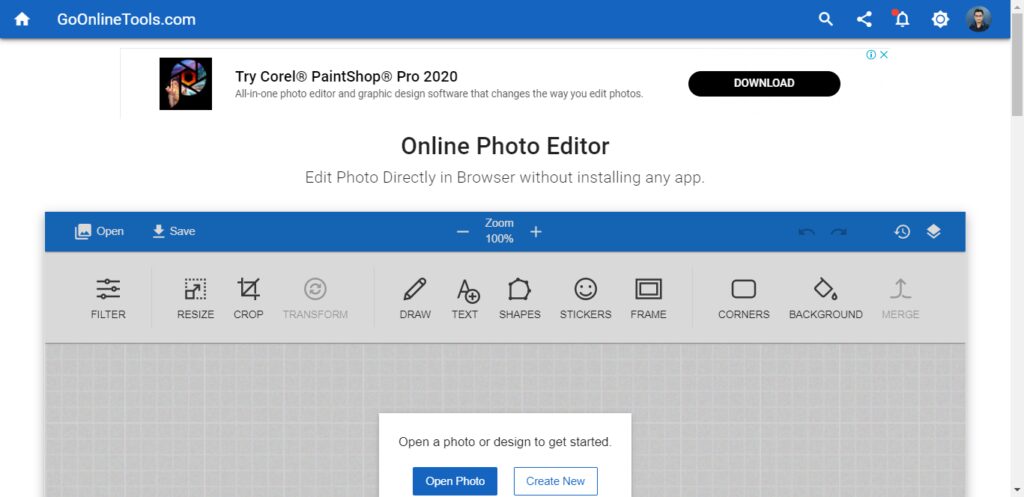 GoOnlineTools.com
Try Corel® PaintShop® Pro 2020
All-in-one photo editor and graphic design software that changes the way you edit photos.
DOWNLOAD
Online Photo Editor
Edit Photo Directly in Browser without installing any app.
Open
Save
Zoom
100%
FILTER
RESIZE
CROP
TRANSFORM
DRAW
TEXT
SHAPES
STICKERS
FRAME
CORNERS
BACKGROUND
MERGE
Open a photo or design to get started.
Open Photo
Create New